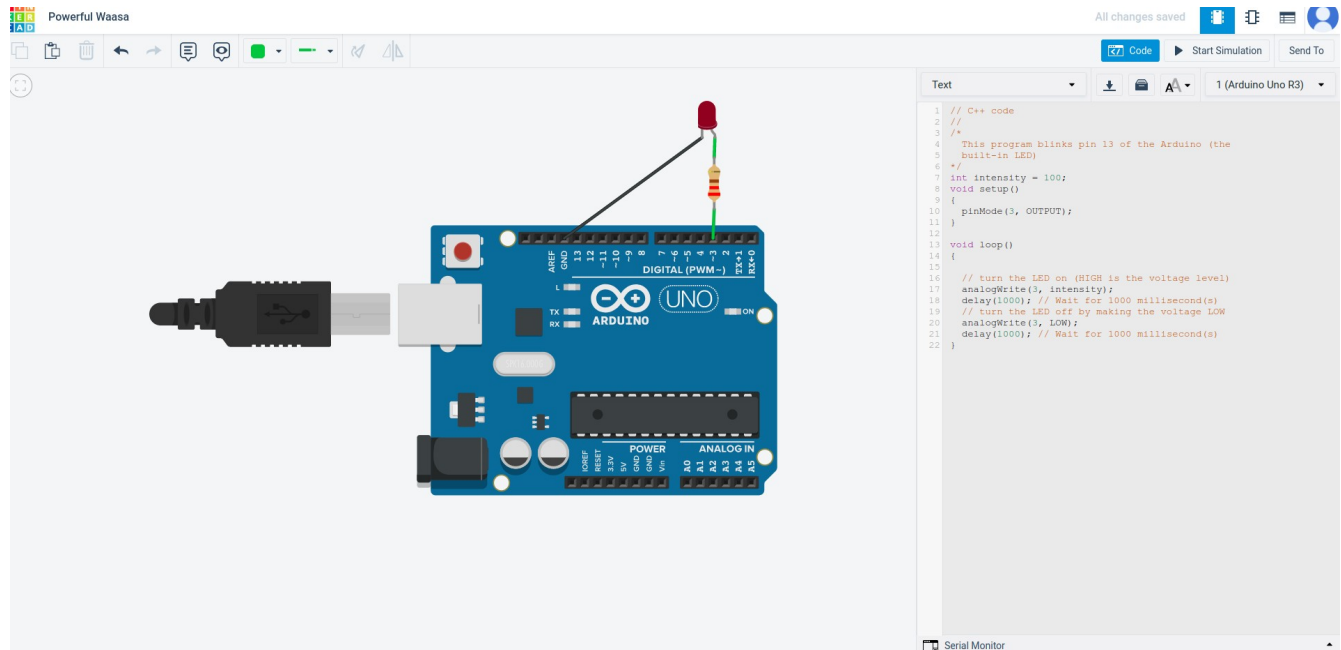 TIN
KER
CAD
Powerful Waasa
All changes saved
Code
Start Simulation
Send To
Text
1 (Arduino Uno R3)
1 // C++ code
2 //
3 /*
4 This program blinks pin 13 of the Arduino (the
5 built-in LED)
6 */
7 int intensity = 100;
8 void setup()
9 {
10 pinMode(3, OUTPUT);
11 }
12
13 void loop()
14 {
15
16 // turn the LED on (HIGH is the voltage level)
17 analogWrite(3, intensity);
18 delay(1000); // Wait for 1000 millisecond(s)
19 // turn the LED off by making the voltage LOW
20 analogWrite(3, LOW);
21 delay(1000); // Wait for 1000 millisecond(s)
22 }
AREF
GND
13
12
~11
~10
~9
8
7
~6
~5
4
~3
2
TX→1
RX←0
DIGITAL (PWM~)
L
TX
RX
UNO
ARDUINO
ON
POWER
ANALOG IN
IOREF
RESET
3.3V
5V
GND
GND
Vin
A0
A1
A2
A3
A4
A5
Serial Monitor